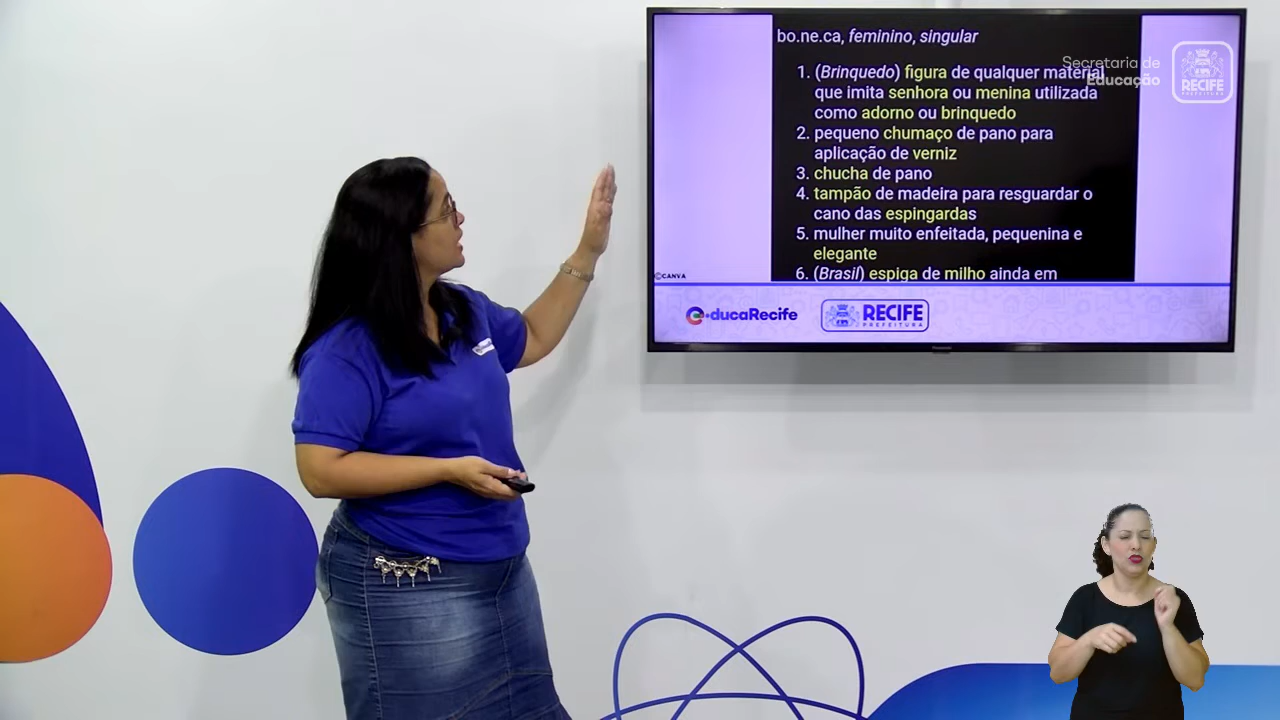 bo.ne.ca, feminino, singular
1. (Brinquedo) figura de qualquer material
que imita senhora ou menina utilizada
como adorno ou brinquedo
2. pequeno chumaço de pano para
aplicação de verniz
3. chucha de pano
4. tampão de madeira para resguardar o
cano das espingardas
5. mulher muito enfeitada, pequenina e
elegante
6. (Brasil) espiga de milho ainda em
Secretaria de
Educação
RECIFE
PREFEITURA
©CANVA
e·ducaRecife
RECIFE
PREFEITURA